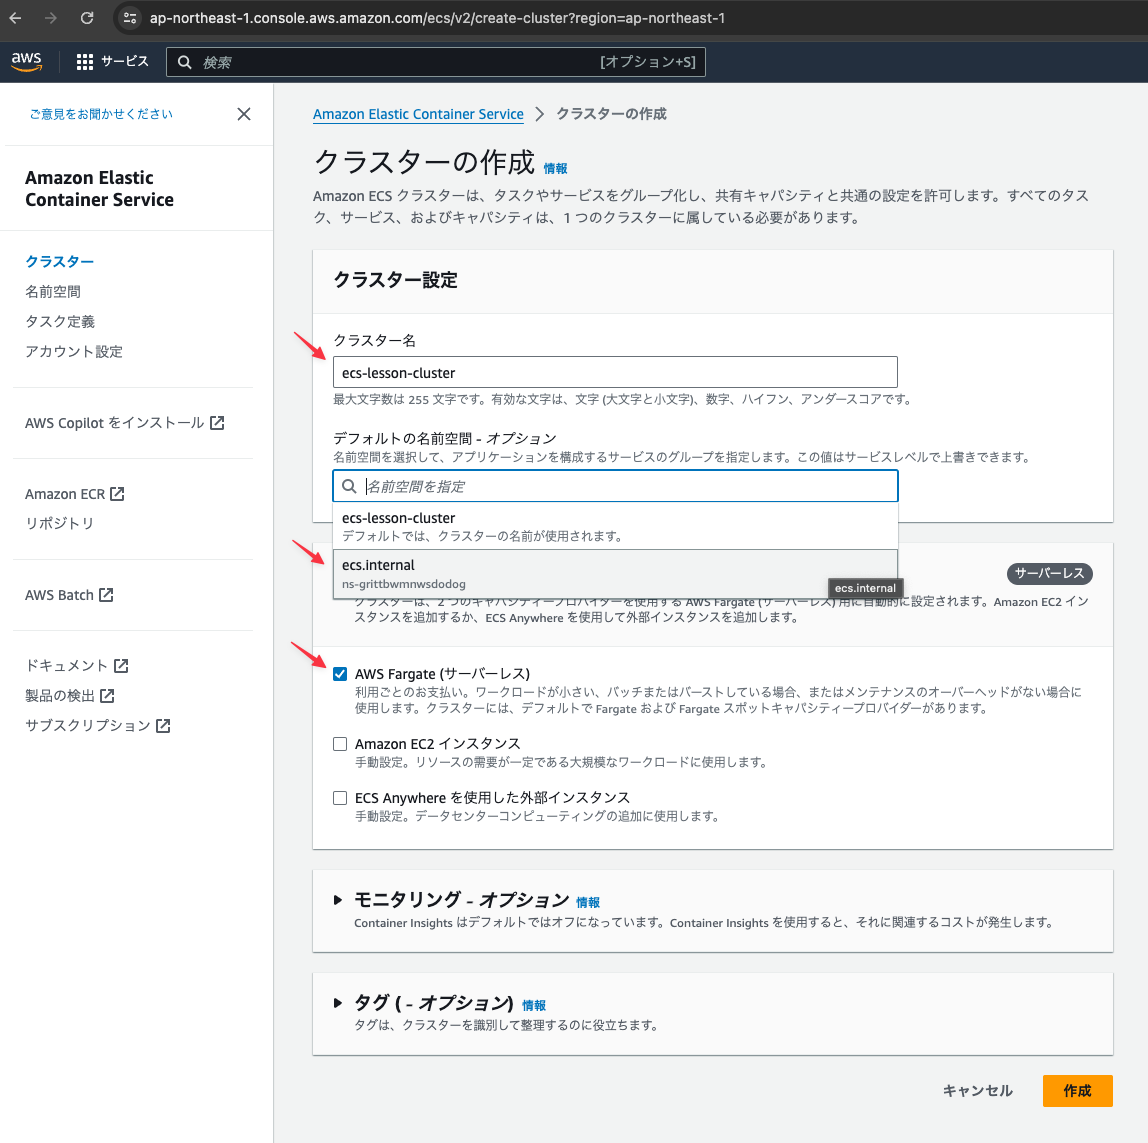 ap-northeast-1.console.aws.amazon.com/ecs/v2/create-cluster?region=ap-northeast-1
aws
サービス
検索
[オプション+S]
ご意見をお聞かせください
Amazon Elastic
Container Service
クラスター
名前空間
タスク定義
アカウント設定
AWS Copilot をインストール
Amazon ECR
リポジトリ
AWS Batch
ドキュメント
製品の検出
サブスクリプション
Amazon Elastic Container Service
クラスターの作成
クラスターの作成 情報
Amazon ECS クラスターは、タスクやサービスをグループ化し、共有キャパシティと共通の設定を許可します。すべてのタス
ク、サービス、およびキャパシティは、1 つのクラスターに属している必要があります。
クラスター設定
クラスター名
ecs-lesson-cluster
最大文字数は 255 文字です。有効な文字は、文字 (大文字と小文字)、数字、ハイフン、アンダースコアです。
デフォルトの名前空間 - オプション
名前空間を選択して、アプリケーションを構成するサービスのグループを指定します。この値はサービスレベルで上書きできます。
名前空間を指定
ecs-lesson-cluster
デフォルトでは、クラスターの名前が使用されます。
ecs.internal
ns-grittbwmnwsdodog
ecs.internal
サーバーレス
クラスターは、2 つのキャパシティープロバイダーを使用する AWS Fargate (サーバーレス) 用に自動的に設定されます。Amazon EC2 イン
スタンスを追加するか、ECS Anywhere を使用して外部インスタンスを追加します。
AWS Fargate (サーバーレス)
利用ごとのお支払い。ワークロードが小さい、バッチまたはバーストしている場合、またはメンテナンスのオーバーヘッドがない場合に
使用します。クラスターには、デフォルトで Fargate および Fargate スポットキャパシティープロバイダーがあります。
Amazon EC2 インスタンス
手動設定。リソースの需要が一定である大規模なワークロードに使用します。
ECS Anywhere を使用した外部インスタンス
手動設定。データセンターコンピューティングの追加に使用します。
モニタリング - オプション 情報
Container Insights はデフォルトではオフになっています。Container Insights を使用すると、それに関連するコストが発生します。
タグ ( - オプション) 情報
タグは、クラスターを識別して整理するのに役立ちます。
キャンセル
作成